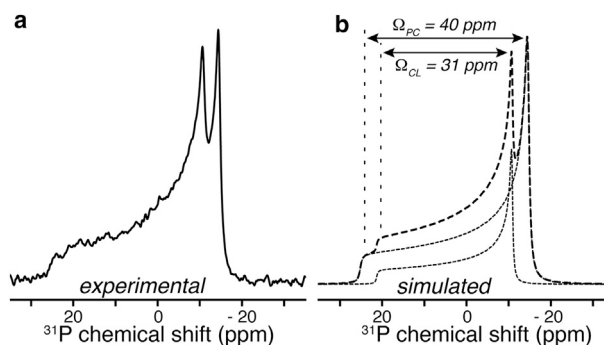 a
experimental
20 0 - 20
³¹P chemical shift (ppm)
b
Ω_PC = 40 ppm
Ω_CL = 31 ppm
simulated
20 0 - 20
³¹P chemical shift (ppm)